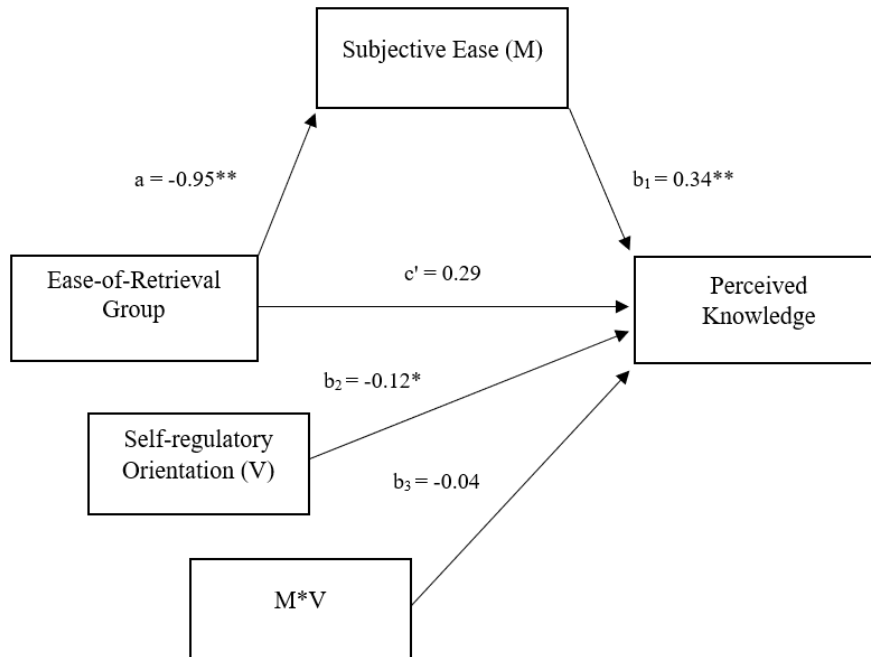 Subjective Ease (M)
a = -0.95**
b₁ = 0.34**
Ease-of-Retrieval
Group
c' = 0.29
Perceived
Knowledge
b₂ = -0.12*
Self-regulatory
Orientation (V)
b₃ = -0.04
M*V